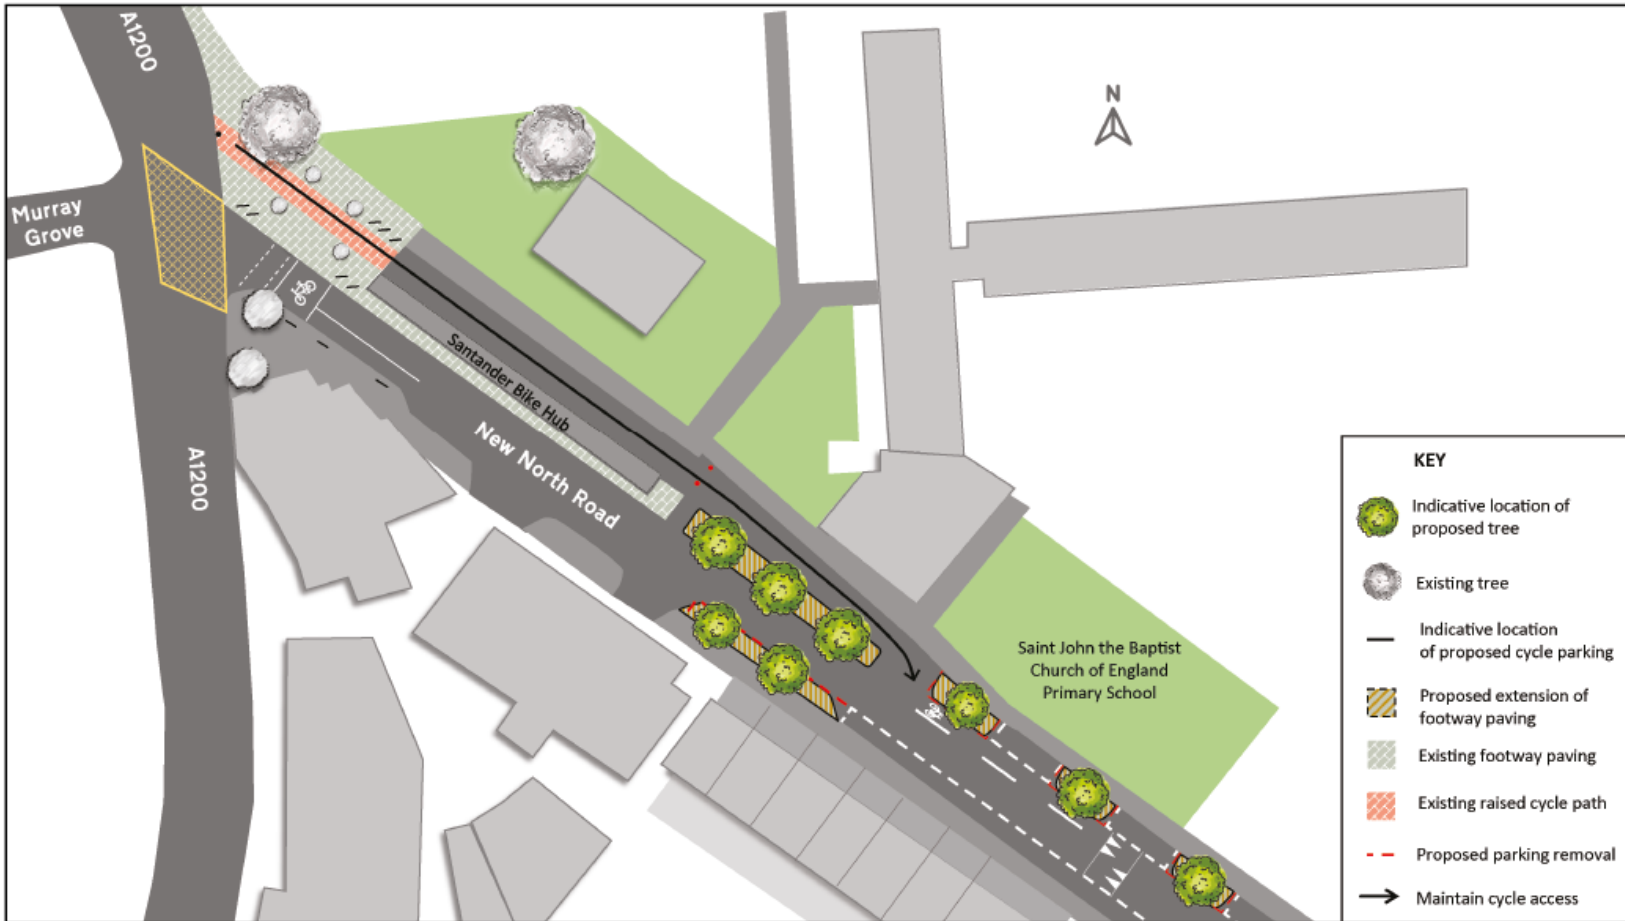 A1200
N
Murray
Grove
Santander Bike Hub
New North Road
A1200
Saint John the Baptist
Church of England
Primary School
KEY
Indicative location of
proposed tree
Existing tree
Indicative location
of proposed cycle parking
Proposed extension of
footway paving
Existing footway paving
Existing raised cycle path
Proposed parking removal
Maintain cycle access